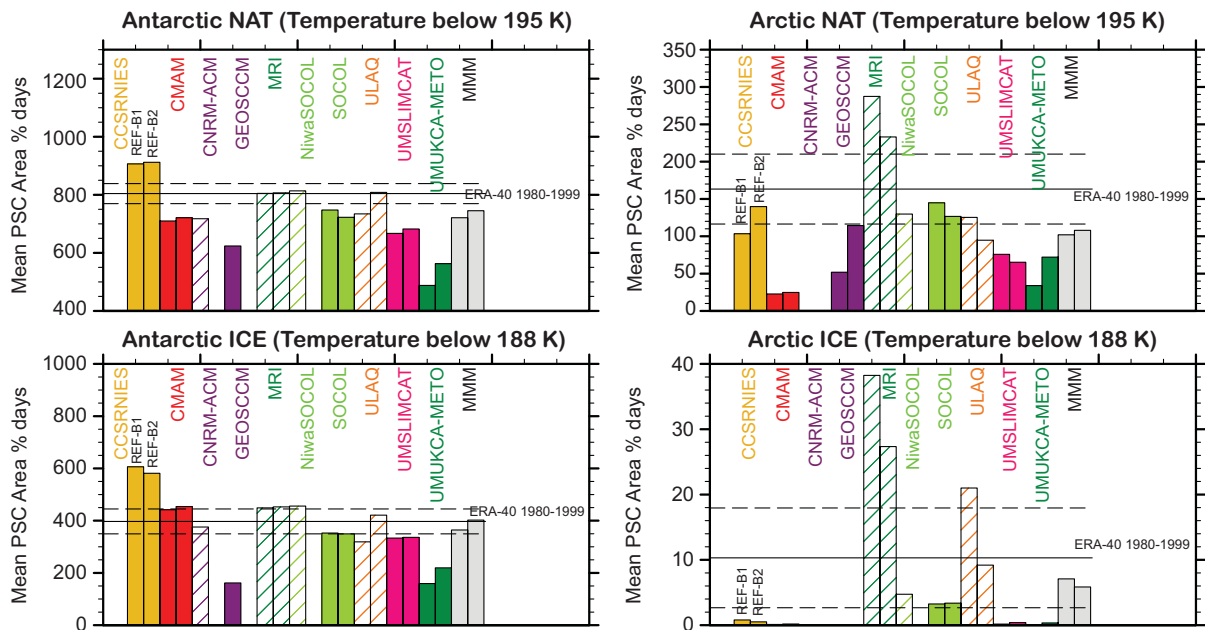 Antarctic NAT (Temperature below 195 K)
Mean PSC Area % days
1200
1000
800
600
400
CCSRNIES
REF-B1
REF-B2
CMAM
CNRM-ACM
GEOSCCM
MRI
NiwaSOCOL
SOCOL
ULAQ
UMSLIMCAT
UMUKCA-METO
MMM
ERA-40 1980-1999
Arctic NAT (Temperature below 195 K)
Mean PSC Area % days
350
300
250
200
150
100
50
0
CCSRNIES
REF-B1
REF-B2
CMAM
CNRM-ACM
GEOSCCM
MRI
NiwaSOCOL
SOCOL
ULAQ
UMSLIMCAT
UMUKCA-METO
MMM
ERA-40 1980-1999
Antarctic ICE (Temperature below 188 K)
Mean PSC Area % days
1000
800
600
400
200
0
CCSRNIES
REF-B1
REF-B2
CMAM
CNRM-ACM
GEOSCCM
MRI
NiwaSOCOL
SOCOL
ULAQ
UMSLIMCAT
UMUKCA-METO
MMM
ERA-40 1980-1999
Arctic ICE (Temperature below 188 K)
Mean PSC Area % days
40
30
20
10
0
CCSRNIES
REF-B1
REF-B2
CMAM
CNRM-ACM
GEOSCCM
MRI
NiwaSOCOL
SOCOL
ULAQ
UMSLIMCAT
UMUKCA-METO
MMM
ERA-40 1980-1999